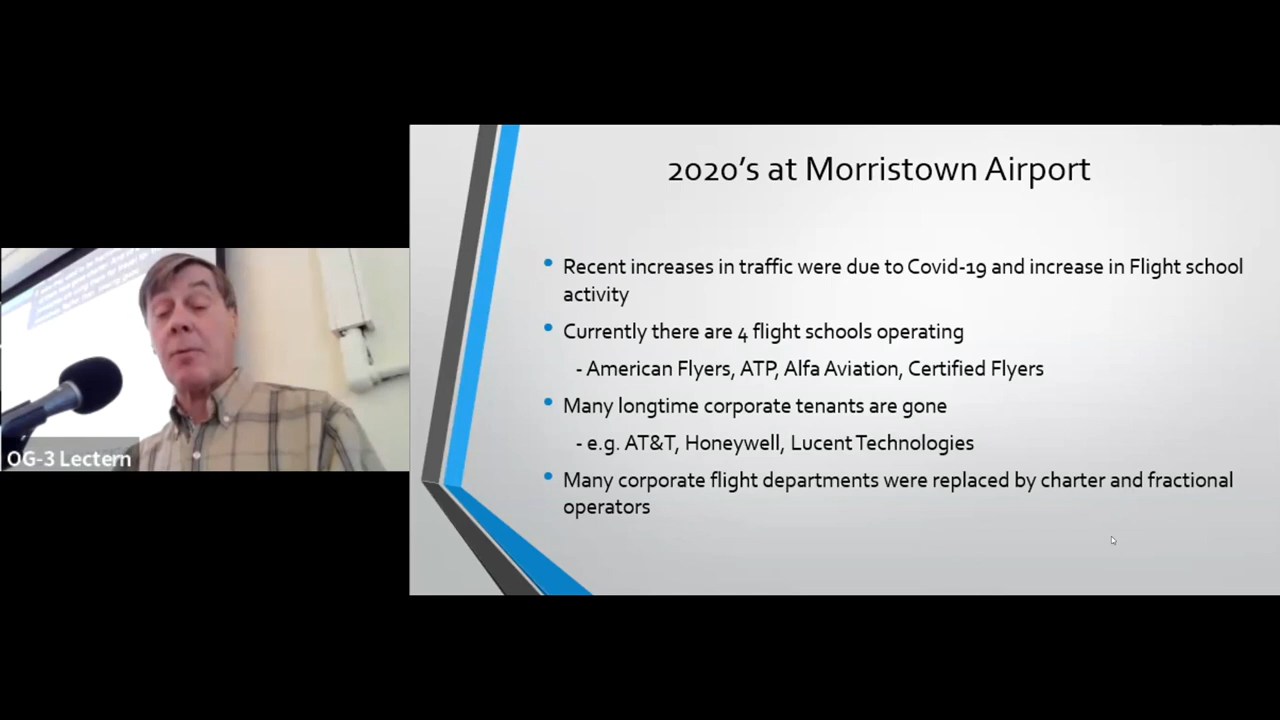 2020's at Morristown Airport
Recent increases in traffic were due to Covid-19 and increase in Flight school
activity
Currently there are 4 flight schools operating
- American Flyers, ATP, Alfa Aviation, Certified Flyers
Many longtime corporate tenants are gone
- e.g. AT&T, Honeywell, Lucent Technologies
Many corporate flight departments were replaced by charter and fractional
operators
OG-3 Lectern